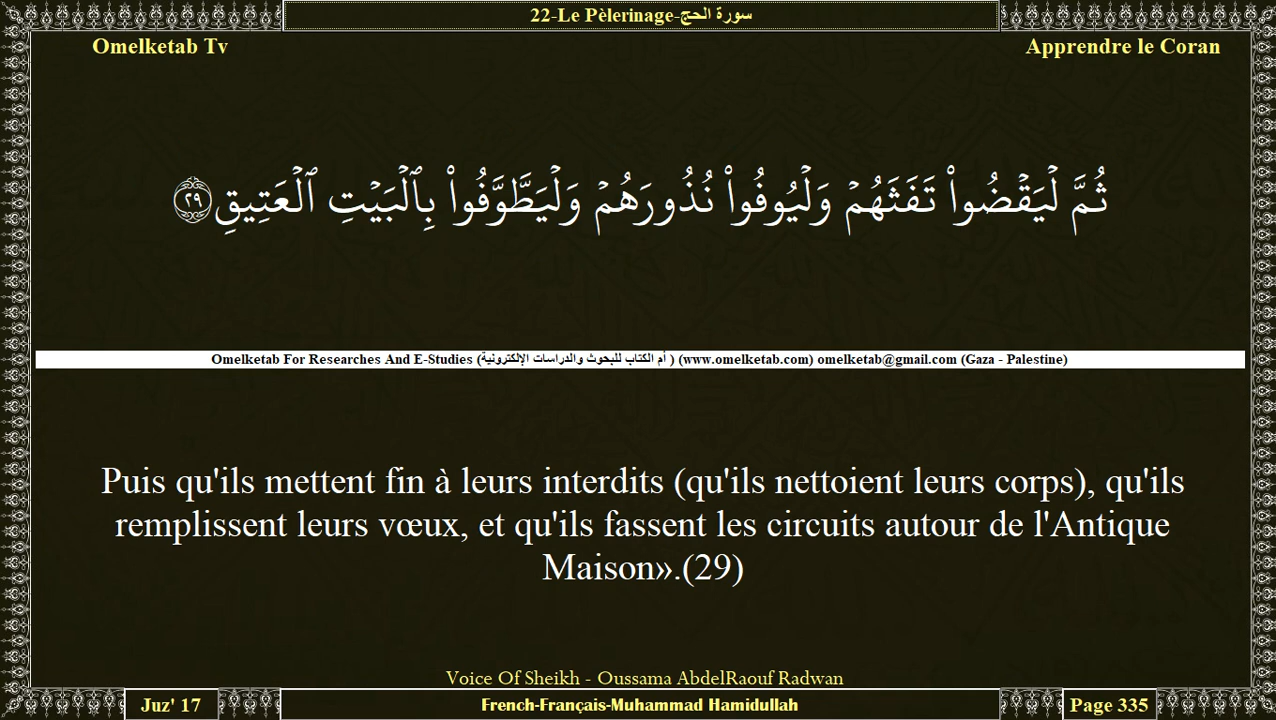 22-Le Pèlerinage-سورة الحج
Omelketab Tv
Apprendre le Coran
ثُمَّ لۡيَقۡضُواْ تَفَثَهُمۡ وَلۡيُوفُواْ نُذُورَهُمۡ وَلۡيَطَّوَّفُواْ بِٱلۡبَيۡتِ ٱلۡعَتِيقِ ٢٩
Omelketab For Researches And E-Studies (أم الكتاب للبحوث والدراسات الإلكترونية ) (www.omelketab.com) omelketab@gmail.com (Gaza - Palestine)
Puis qu'ils mettent fin à leurs interdits (qu'ils nettoient leurs corps), qu'ils
remplissent leurs vœux, et qu'ils fassent les circuits autour de l'Antique
Maison».(29)
Voice Of Sheikh - Oussama AbdelRaouf Radwan
Juz' 17
French-Français-Muhammad Hamidullah
Page 335